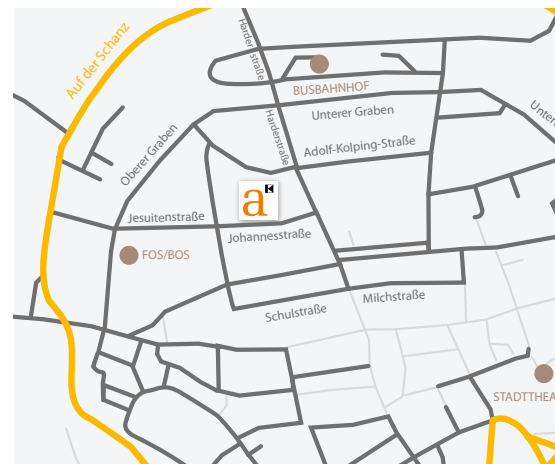 Auf der Schanz
Harderstraße
BUSBAHNHOF
Unterer Graben
Unter
Oberer Graben
Harderstraße
Adolf-Kolping-Straße
a
Jesuitenstraße
Johannesstraße
FOS/BOS
Schulstraße
Milchstraße
STADTTHEA